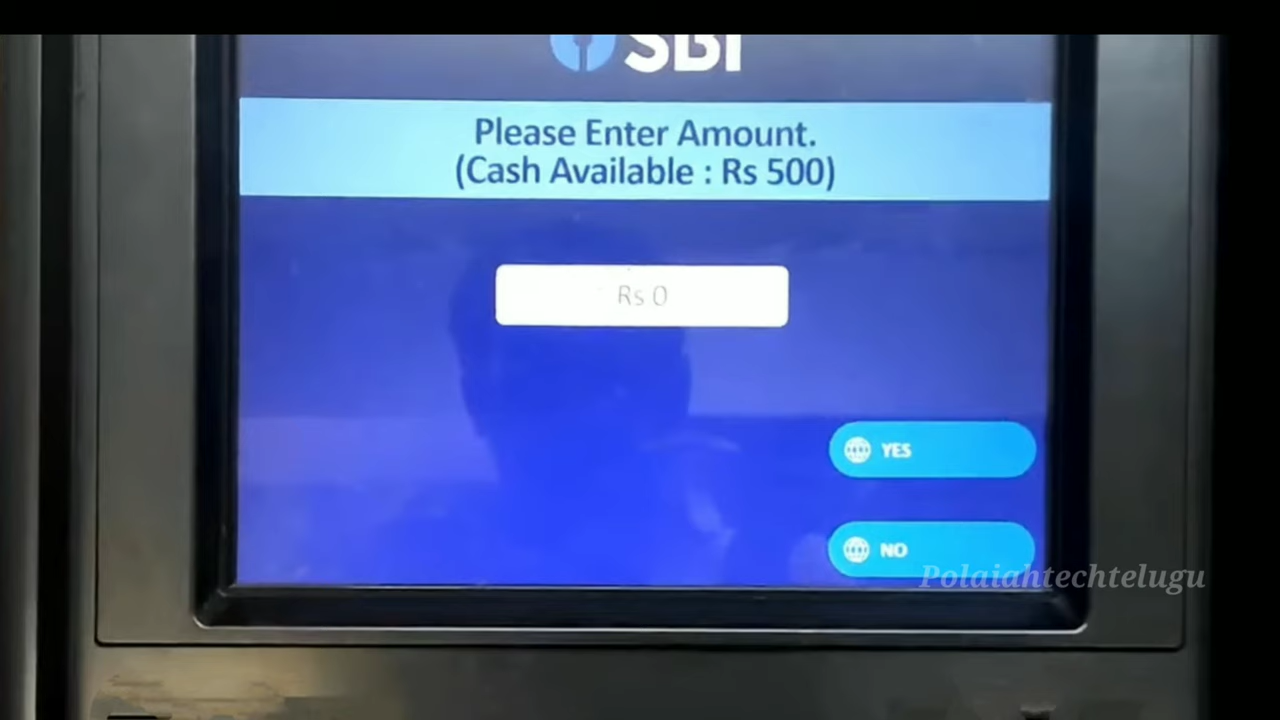 SBI
Please Enter Amount.
(Cash Available : Rs 500)
Rs 0
YES
NO
Polaiahtechtelugu